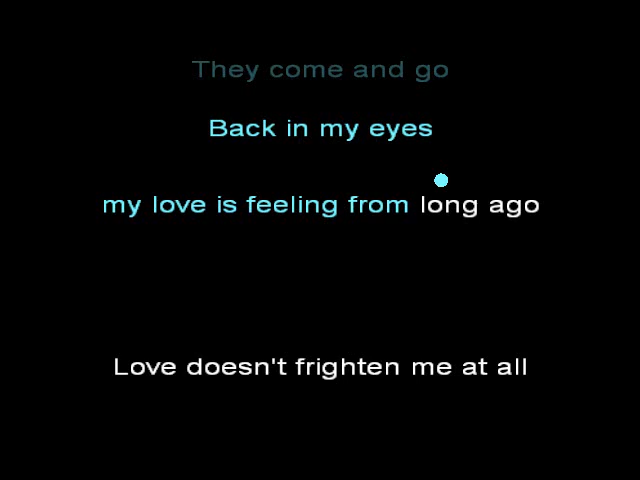 They come and go
Back in my eyes
my love is feeling from long ago
Love doesn't frighten me at all